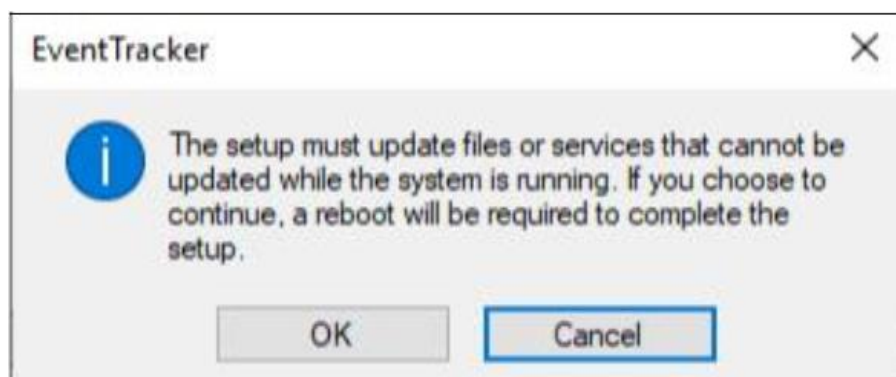 EventTracker
The setup must update files or services that cannot be
updated while the system is running. If you choose to
continue, a reboot will be required to complete the
setup.
OK
Cancel